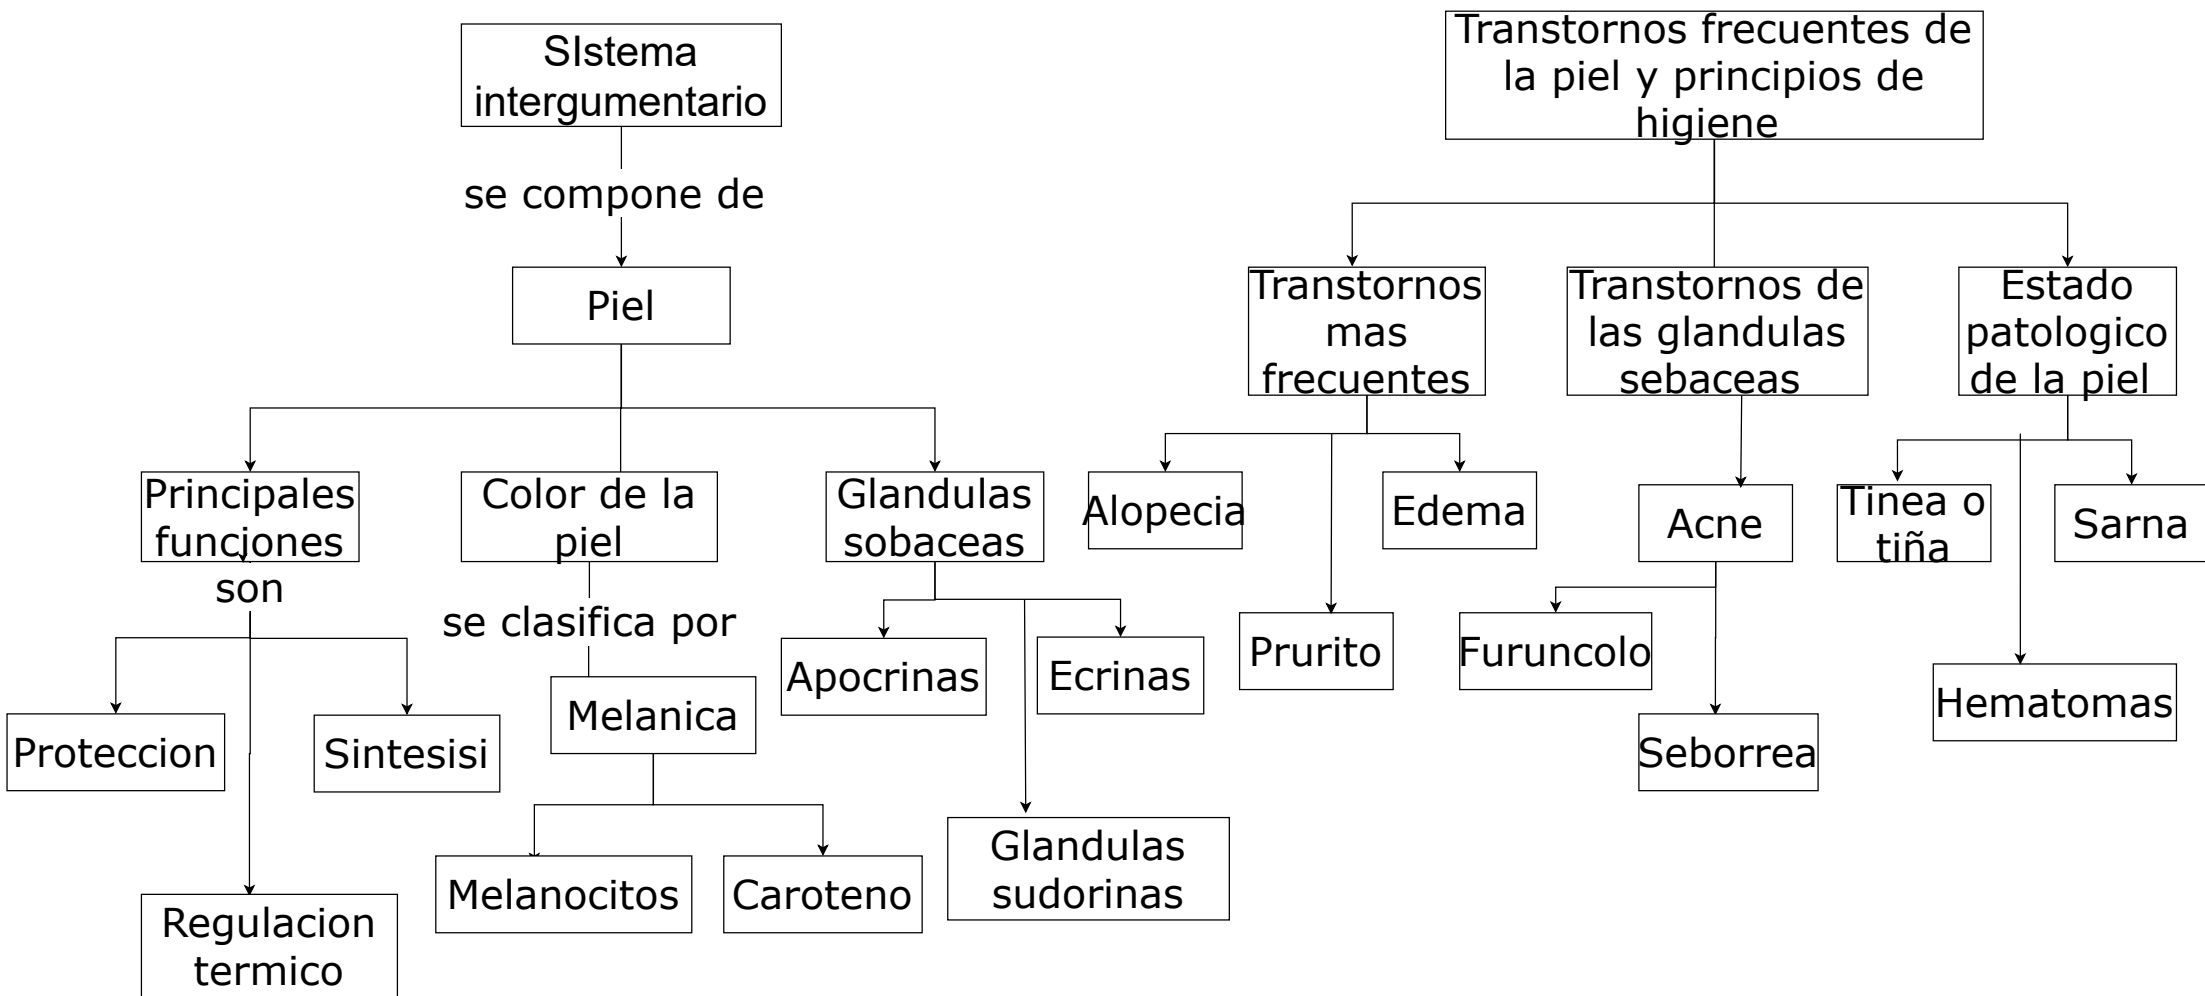 SIstema
intergumentario
se compone de
Piel
Principales
funciones
son
Proteccion
Sintesisi
Regulacion
termico
Color de la
piel
se clasifica por
Melanica
Melanocitos
Caroteno
Glandulas
sobaceas
Apocrinas
Ecrinas
Glandulas
sudorinas
Transtornos frecuentes de
la piel y principios de
higiene
Transtornos
mas
frecuentes
Alopecia
Edema
Prurito
Transtornos de
las glandulas
sebaceas
Acne
Furuncolo
Seborrea
Estado
patologico
de la piel
Tinea o
tiña
Sarna
Hematomas